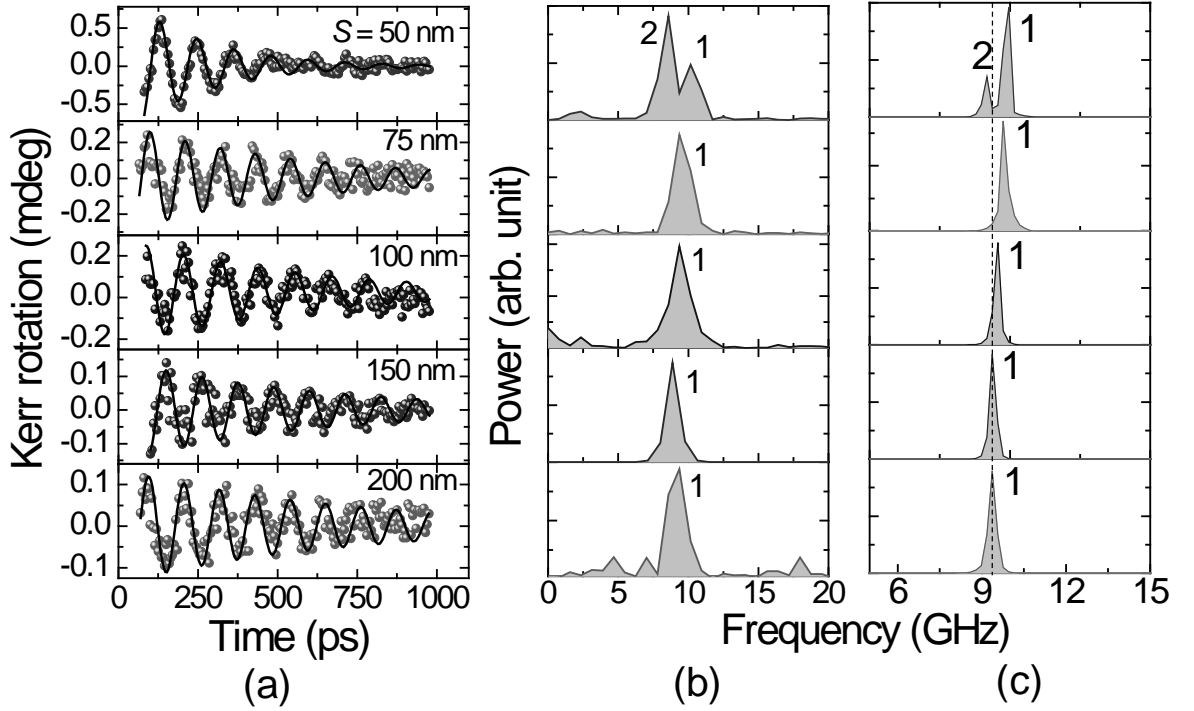 Kerr rotation (mdeg)
S = 50 nm
0.5
0.0
-0.5
75 nm
0.2
0.0
-0.2
100 nm
0.2
0.0
-0.2
150 nm
0.1
0.0
-0.1
200 nm
0.1
0.0
-0.1
0 250 500 750 1000
Time (ps)
(a)
Power (arb. unit)
2 1
1
1
1
1
0 5 10 15 20
(b)
2 1
1
1
1
1
6 9 12 15
Frequency (GHz)
(c)